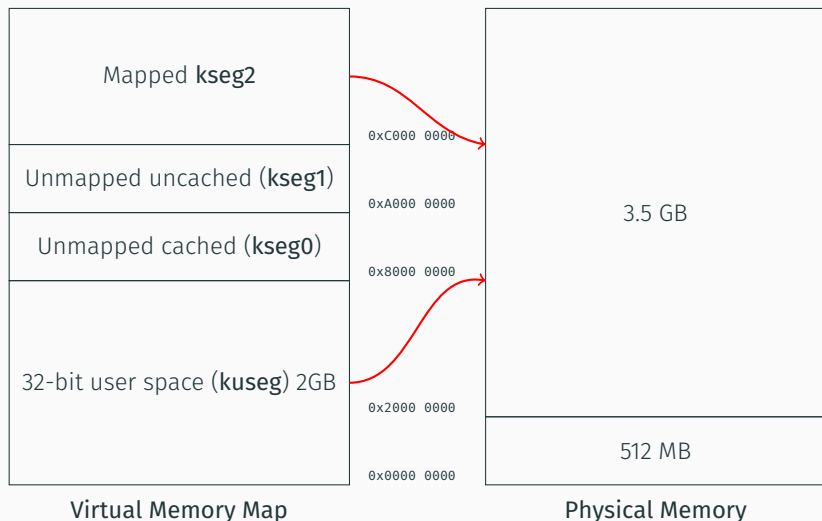 Mapped kseg2
0xC000 0000
Unmapped uncached (kseg1)
0xA000 0000
3.5 GB
Unmapped cached (kseg0)
0x8000 0000
32-bit user space (kuseg) 2GB
0x2000 0000
512 MB
0x0000 0000
Virtual Memory Map
Physical Memory